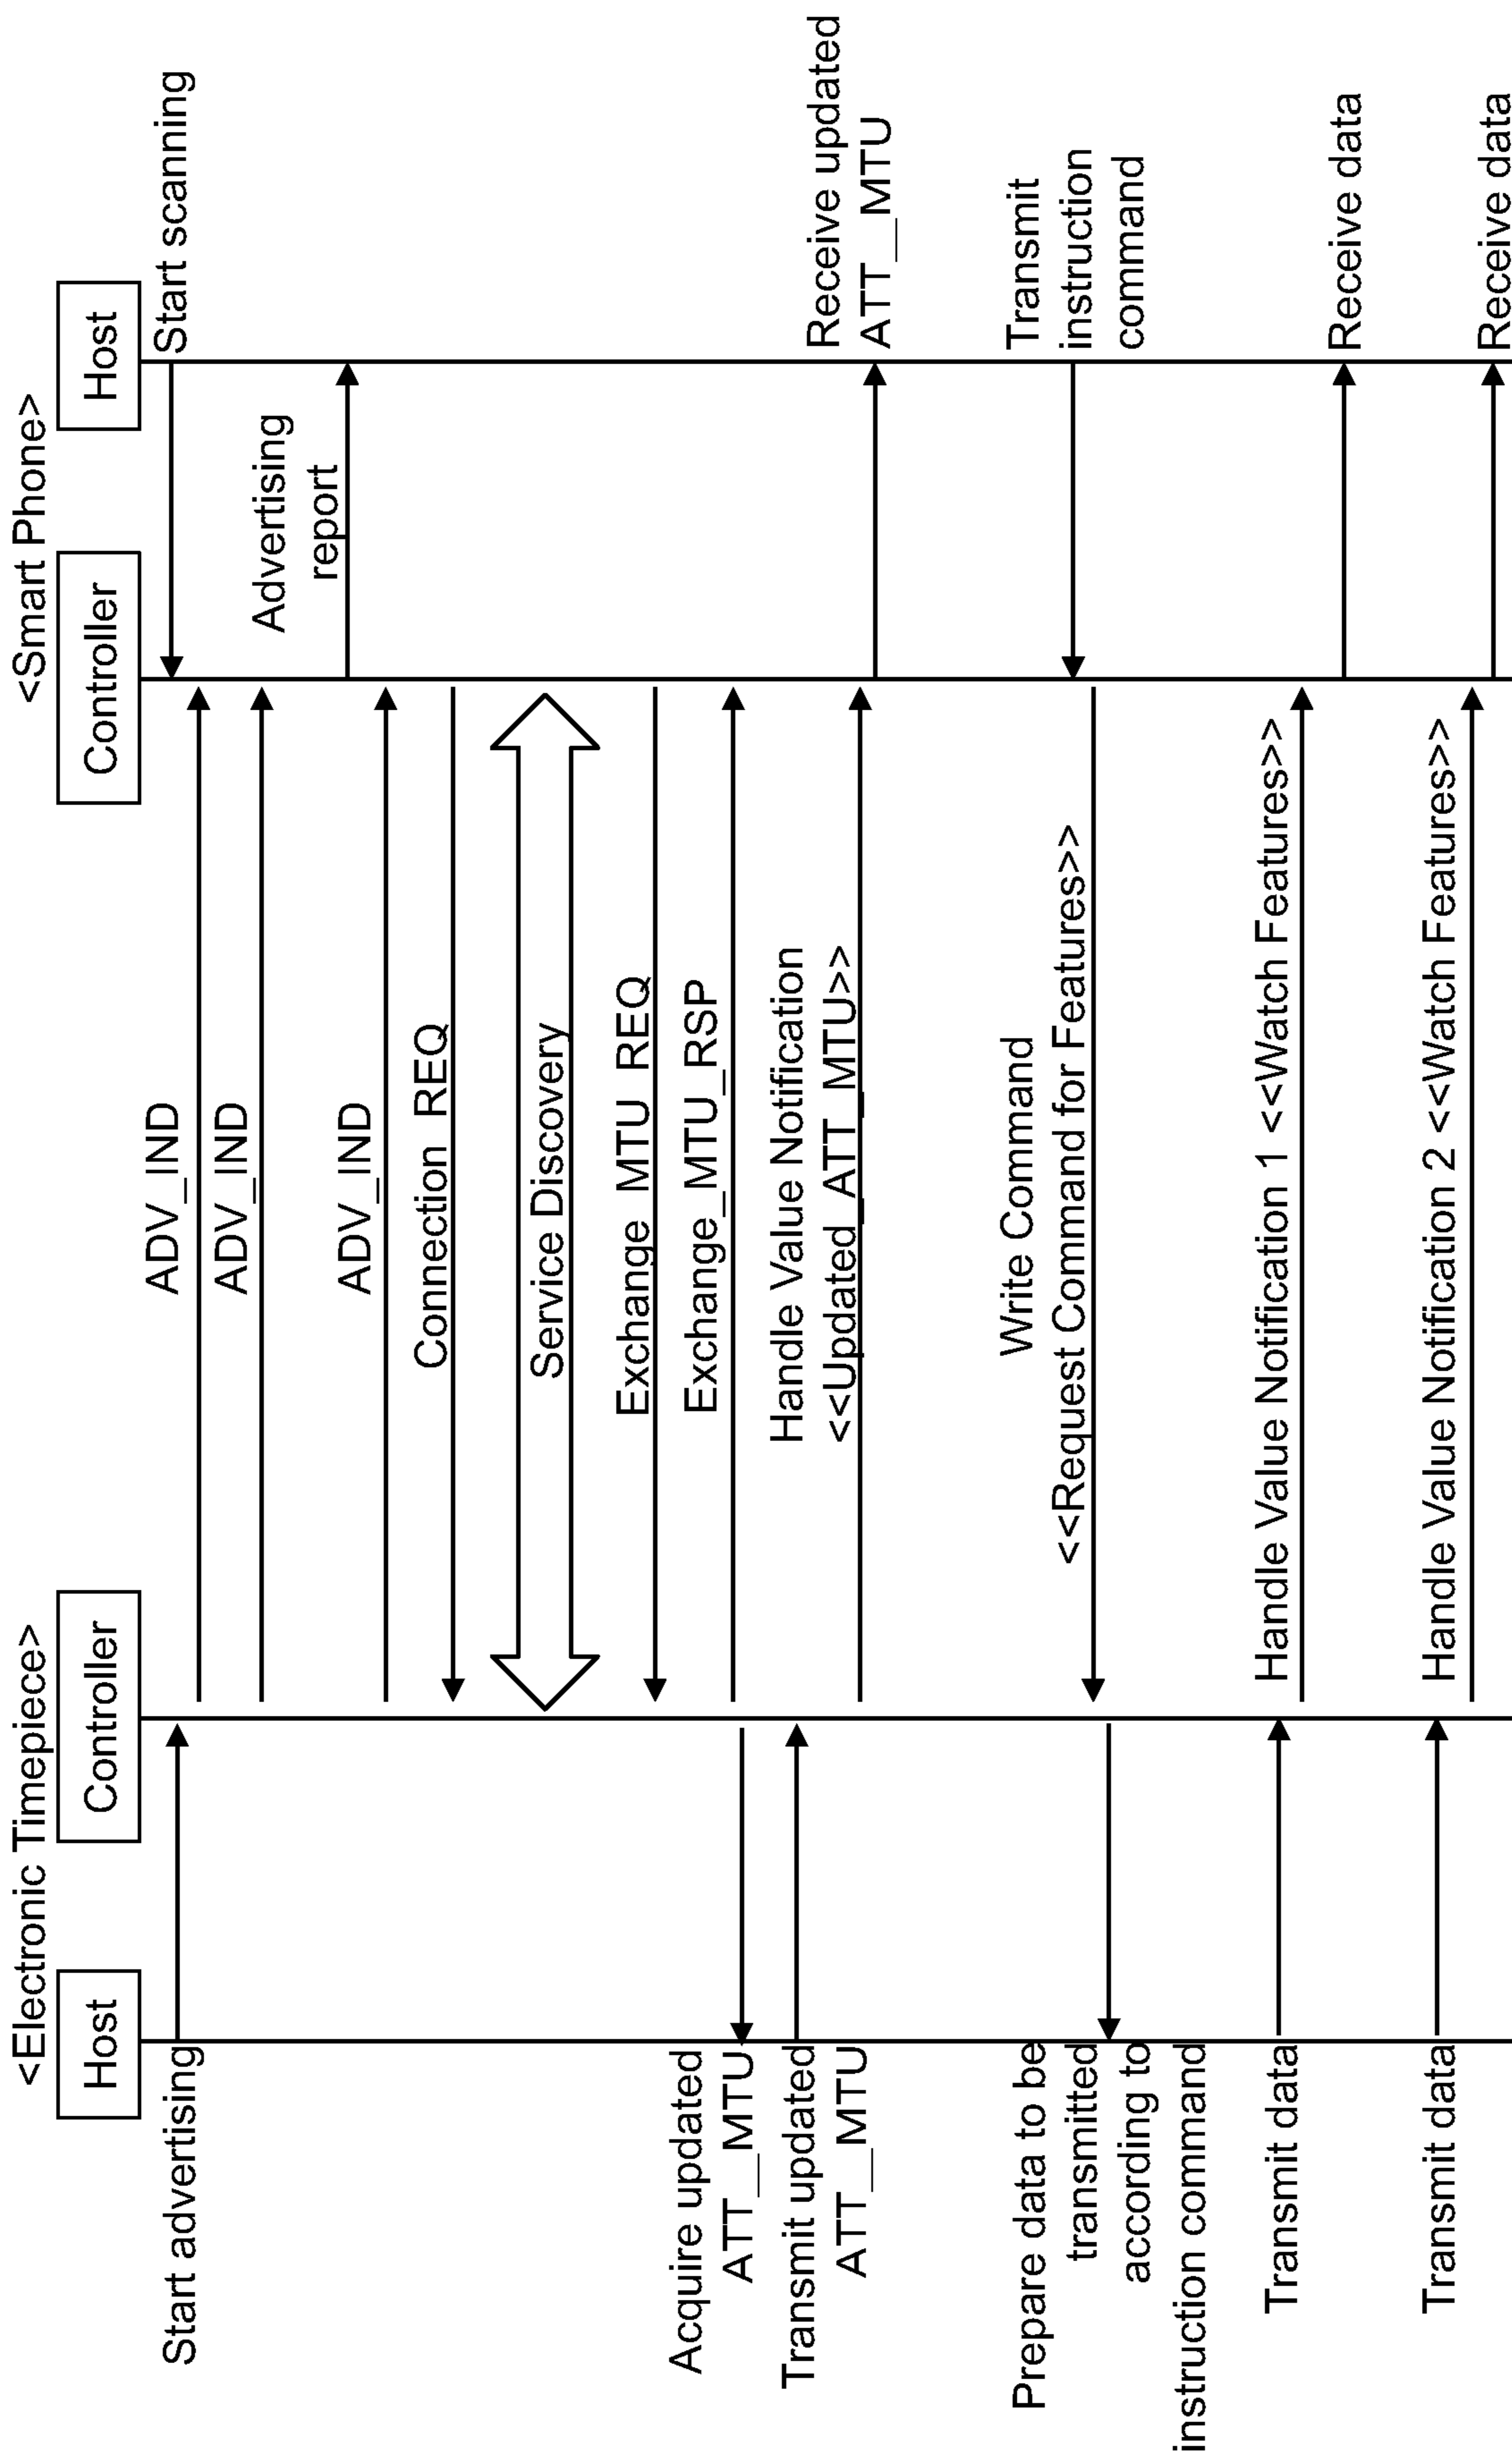 <Electronic Timepiece>
<Smart Phone>
Host
Controller
Controller
Host
Start advertising
Start scanning
ADV_IND
ADV_IND
Advertising
report
ADV_IND
Connection_REQ
Service Discovery
Exchange_MTU_REQ
Exchange_MTU_RSP
Acquire updated
ATT_MTU
Transmit updated
ATT_MTU
Handle Value Notification
<<Updated_ATT_MTU>>
Receive updated
ATT_MTU
Transmit
instruction
command
Write Command
<<Request Command for Features>>
Prepare data to be
transmitted
according to
instruction command
Transmit data
Handle Value Notification 1 <<Watch Features>>
Receive data
Transmit data
Handle Value Notification 2 <<Watch Features>>
Receive data